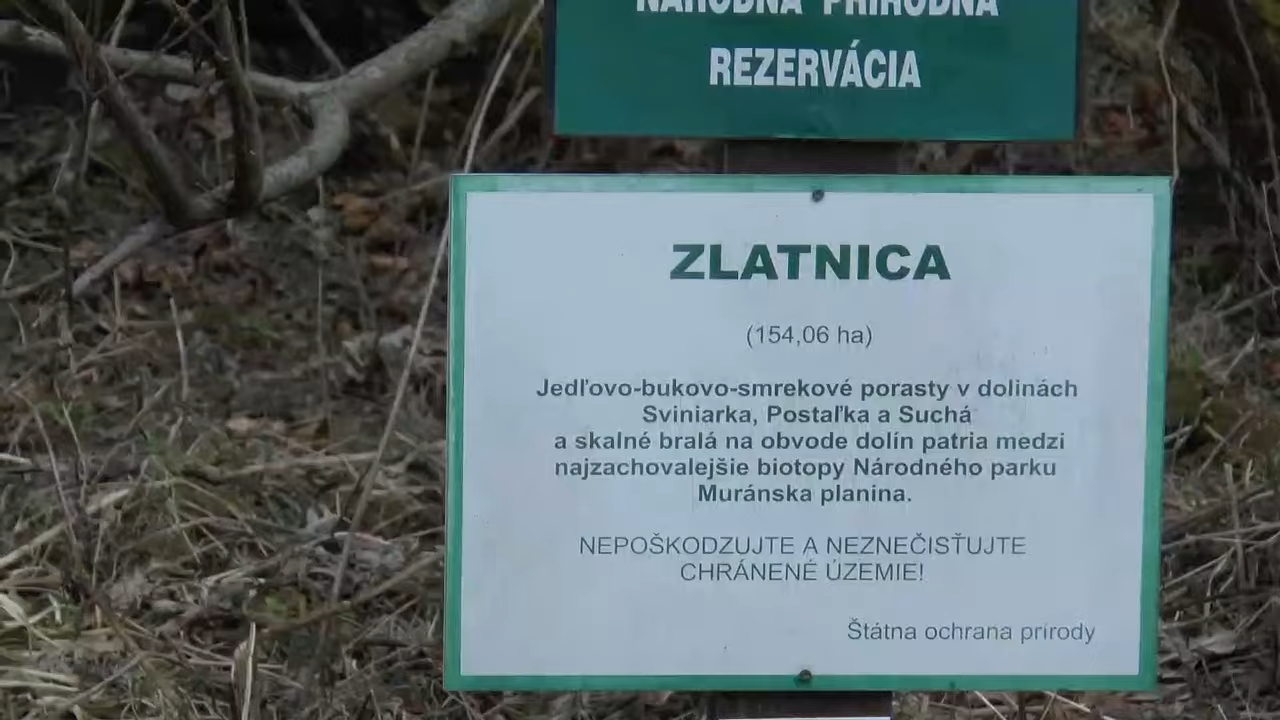 NÁRODNÁ PRÍRODNÁ
REZERVÁCIA
ZLATNICA
(154,06 ha)
Jedľovo-bukovo-smrekové porasty v dolinách
Sviniarka, Postaľka a Suchá
a skalné bralá na obvode dolín patria medzi
najzachovalejšie biotopy Národného parku
Muránska planina.
NEPOŠKODZUJTE A NEZNEČISŤUJTE
CHRÁNENÉ ÚZEMIE!
Štátna ochrana prírody